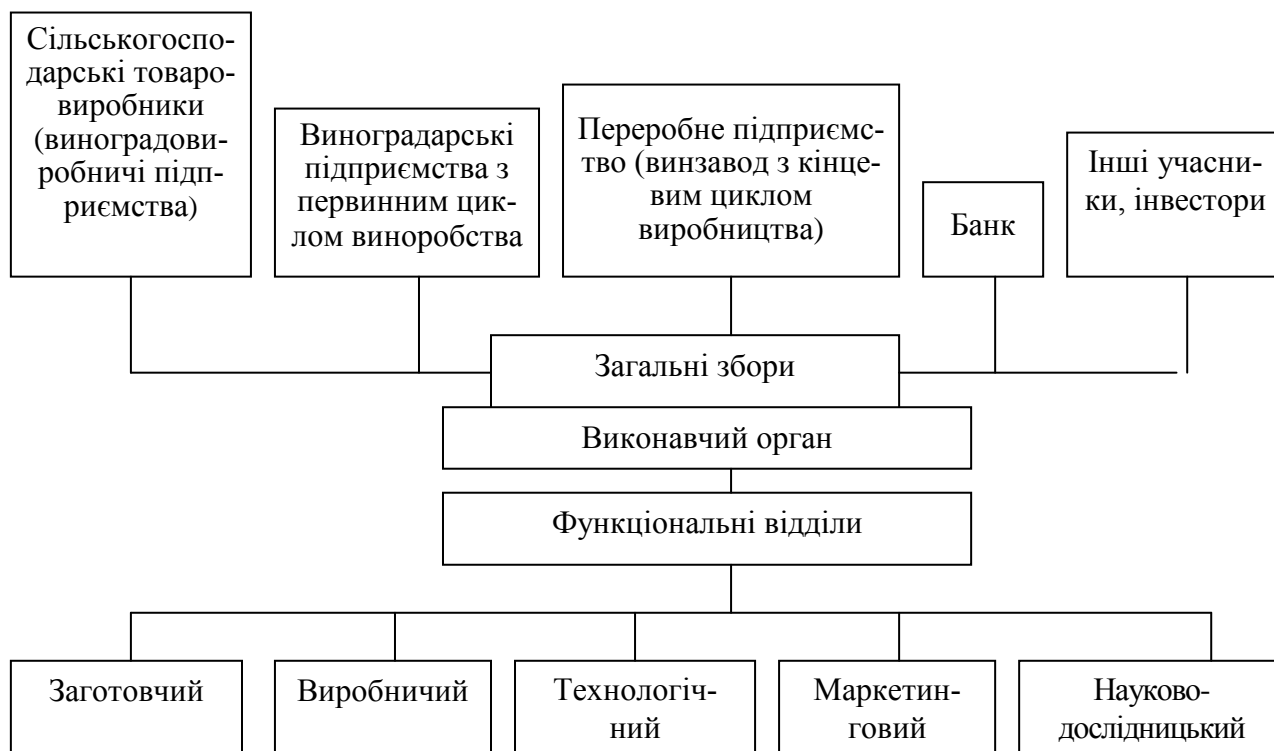 Сільськогоспо-
дарські товаро-
виробники
(виноградови-
робничі підп-
риємства)
Виноградарські
підприємства з
первинним цик-
лом виноробства
Переробне підприємс-
тво (винзавод з кінце-
вим циклом
виробництва)
Банк
Інші учасни-
ки, інвестори
Загальні збори
Виконавчий орган
Функціональні відділи
Заготовчий
Виробничий
Технологіч-
ний
Маркетин-
говий
Науково-
дослідницький